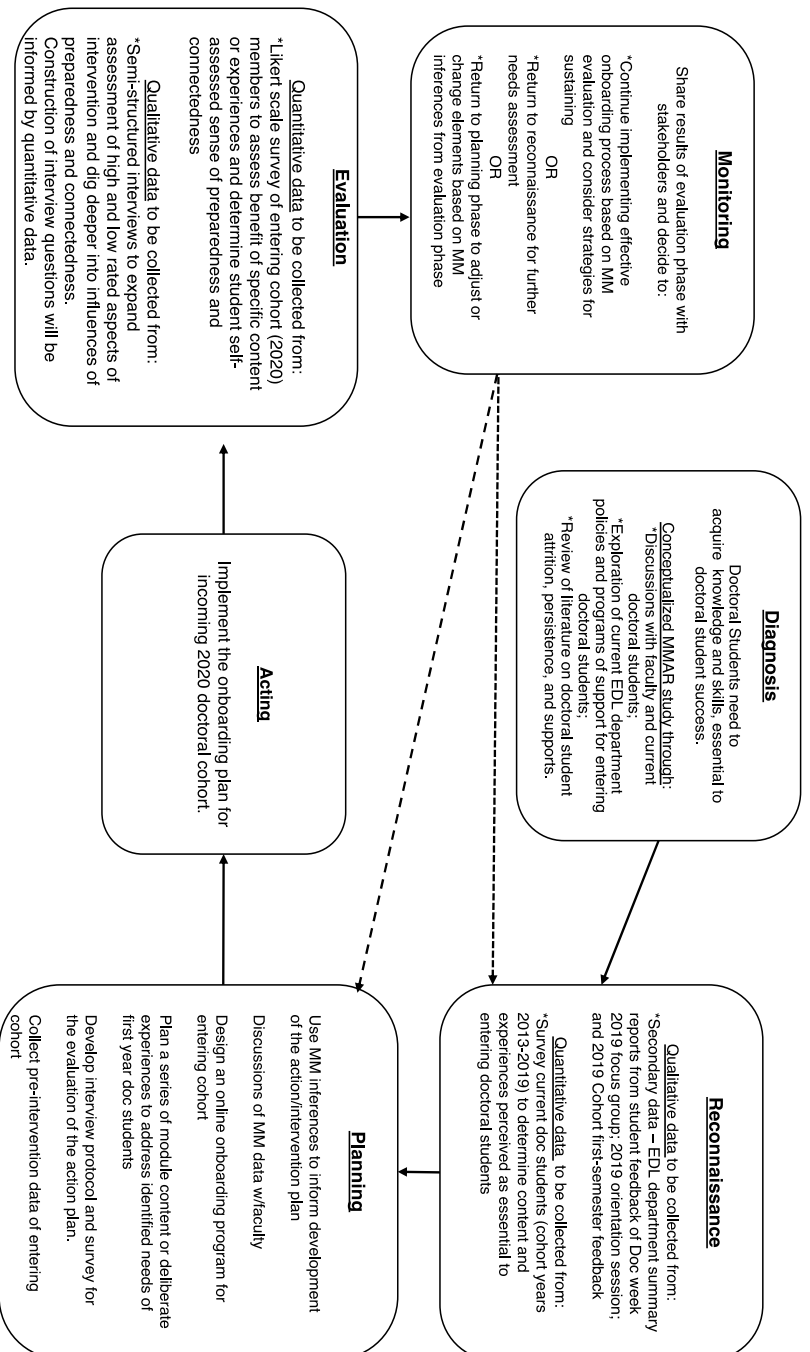 Diagnosis
Doctoral Students need to
acquire knowledge and skills, essential to
doctoral student success.
Conceptualized MMAR study through:
*Discussions with faculty and current
doctoral students;
*Exploration of current EDL department
policies and programs of support for entering
doctoral students;
*Review of literature on doctoral student
attrition, persistence, and supports.
Reconnaissance
Qualitative data to be collected from:
*Secondary data – EDL department summary
reports from student feedback of Doc week
2019 focus group; 2019 orientation session;
and 2019 Cohort first-semester feedback
Quantitative data to be collected from:
*Survey current doc students (cohort years
2013-2019) to determine content and
experiences perceived as essential to
entering doctoral students
Planning
Use MM inferences to inform development
of the action/intervention plan
Discussions of MM data w/faculty
Design an online onboarding program for
entering cohort
Plan a series of module content or deliberate
experiences to address identified needs of
first year doc students
Develop interview protocol and survey for
the evaluation of the action plan.
Collect pre-intervention data of entering
cohort
Acting
Implement the onboarding plan for
incoming 2020 doctoral cohort.
Evaluation
Quantitative data to be collected from:
*Likert scale survey of entering cohort (2020)
members to assess benefit of specific content
or experiences and determine student self-
assessed sense of preparedness and
connectedness
Qualitative data to be collected from:
*Semi-structured interviews to expand
assessment of high and low rated aspects of
intervention and dig deeper into influences of
preparedness and connectedness.
Construction of interview questions will be
informed by quantitative data.
Monitoring
Share results of evaluation phase with
stakeholders and decide to:
*Continue implementing effective
onboarding process based on MM
evaluation and consider strategies for
sustaining
OR
*Return to reconnaissance for further
needs assessment
OR
*Return to planning phase to adjust or
change elements based on MM
inferences from evaluation phase